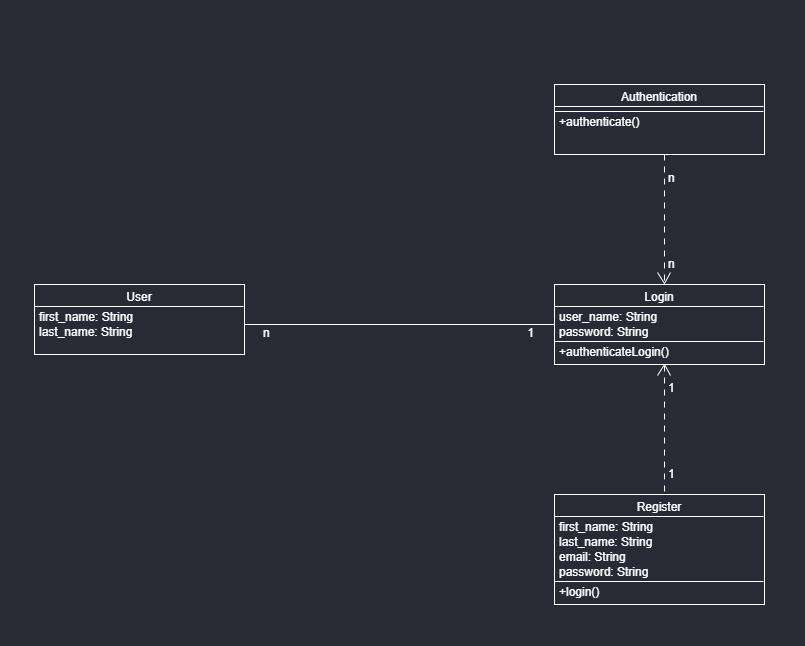 Authentication
+authenticate()
n
n
User
first_name: String
last_name: String
n
1
Login
user_name: String
password: String
+authenticateLogin()
1
1
Register
first_name: String
last_name: String
email: String
password: String
+login()